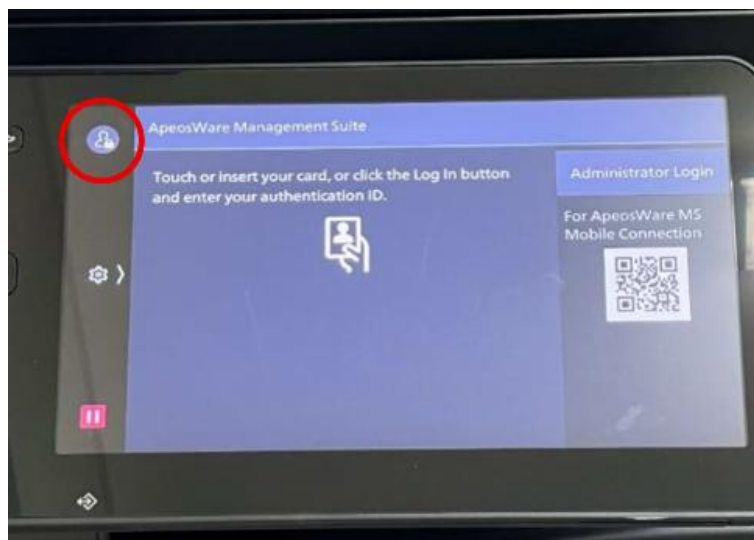 ApeosWare Management Suite
Touch or insert your card, or click the Log In button
and enter your authentication ID.
Administrator Login
For ApeosWare MS
Mobile Connection